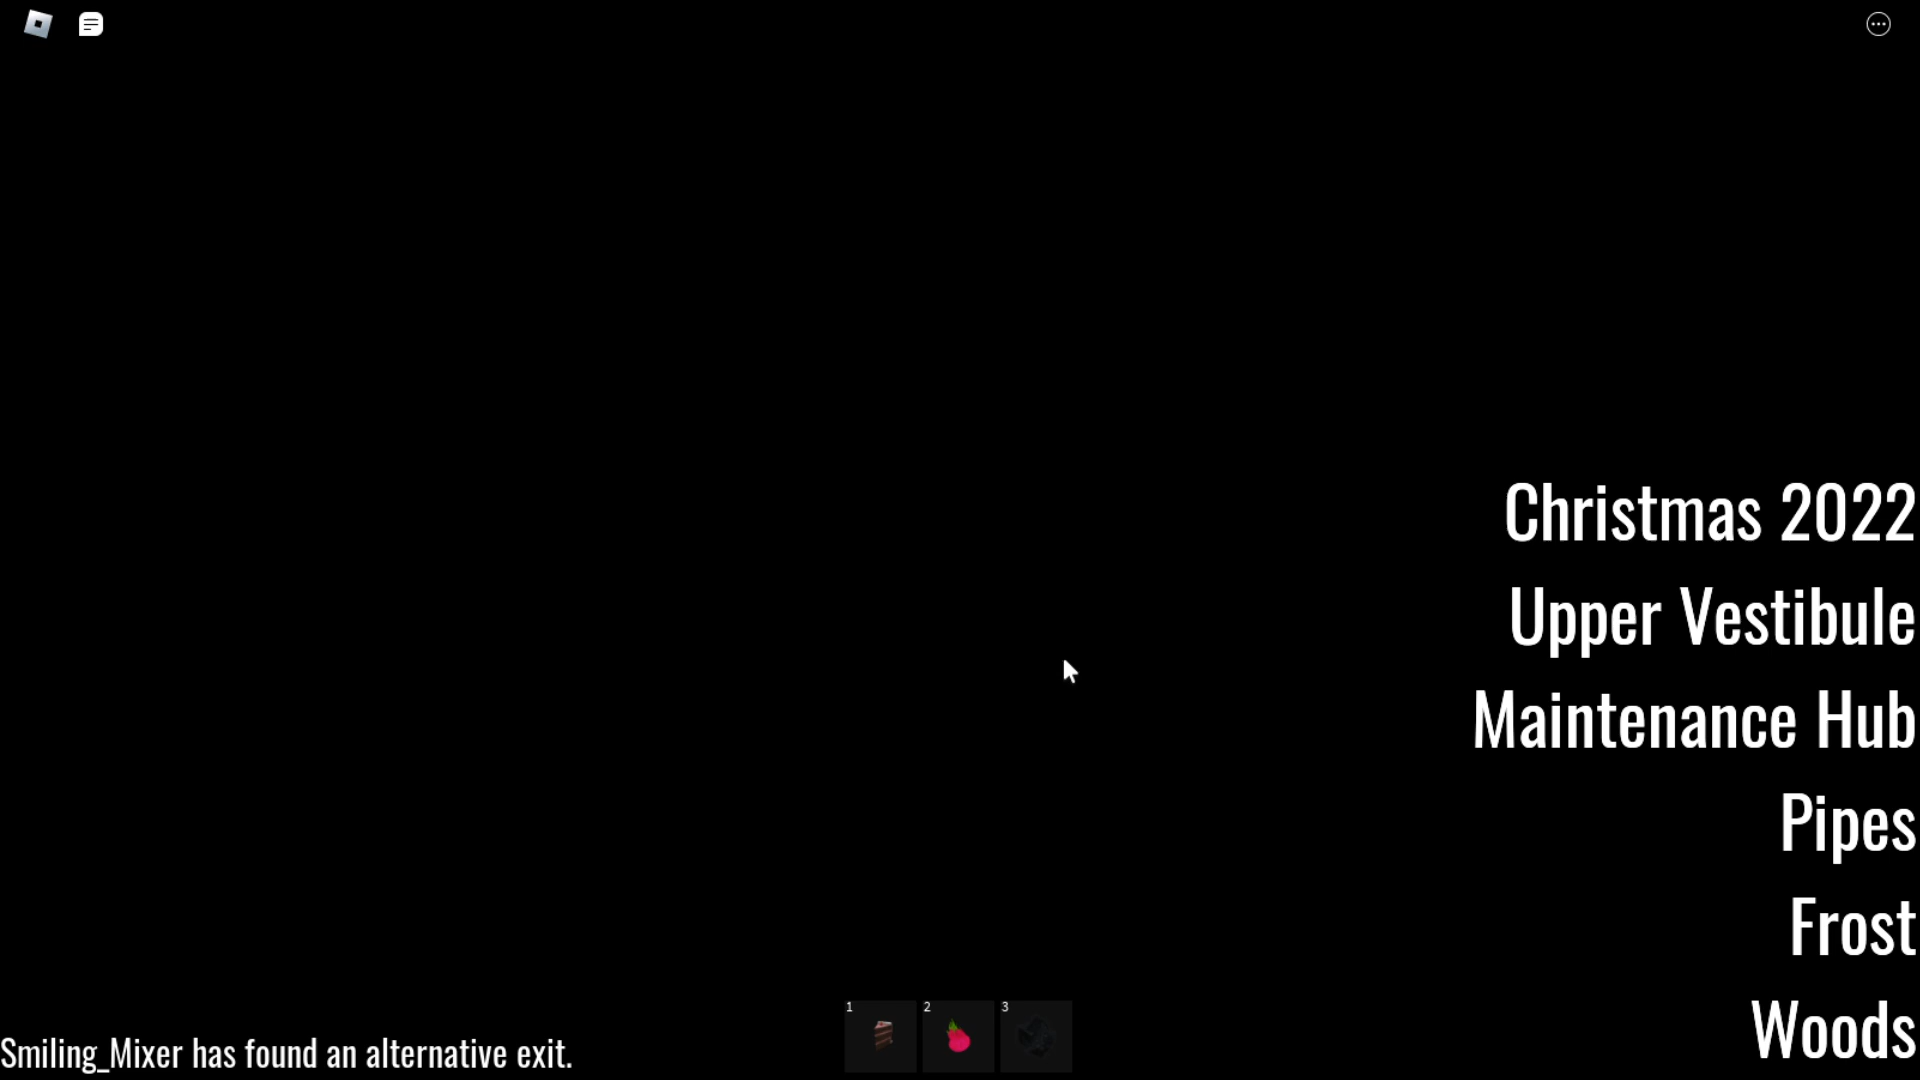 Christmas 2022
Upper Vestibule
Maintenance Hub
Pipes
Frost
Woods
1 2 3
Smiling_Mixer has found an alternative exit.